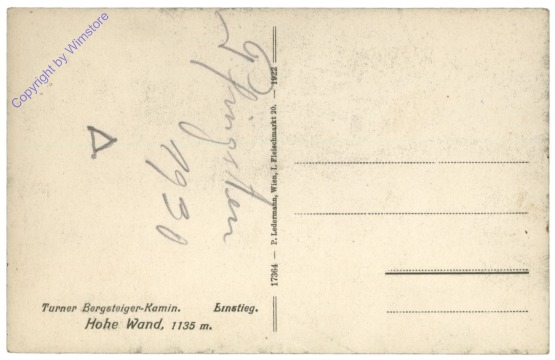 Copyright by Wimstore
Pfingsten
1930
17364 — P. Ledermann, Wien, I. Fleischmarkt 20. — 1922
Turner Bergsteiger-Kamin. Einstieg.
Hohe Wand, 1135 m.